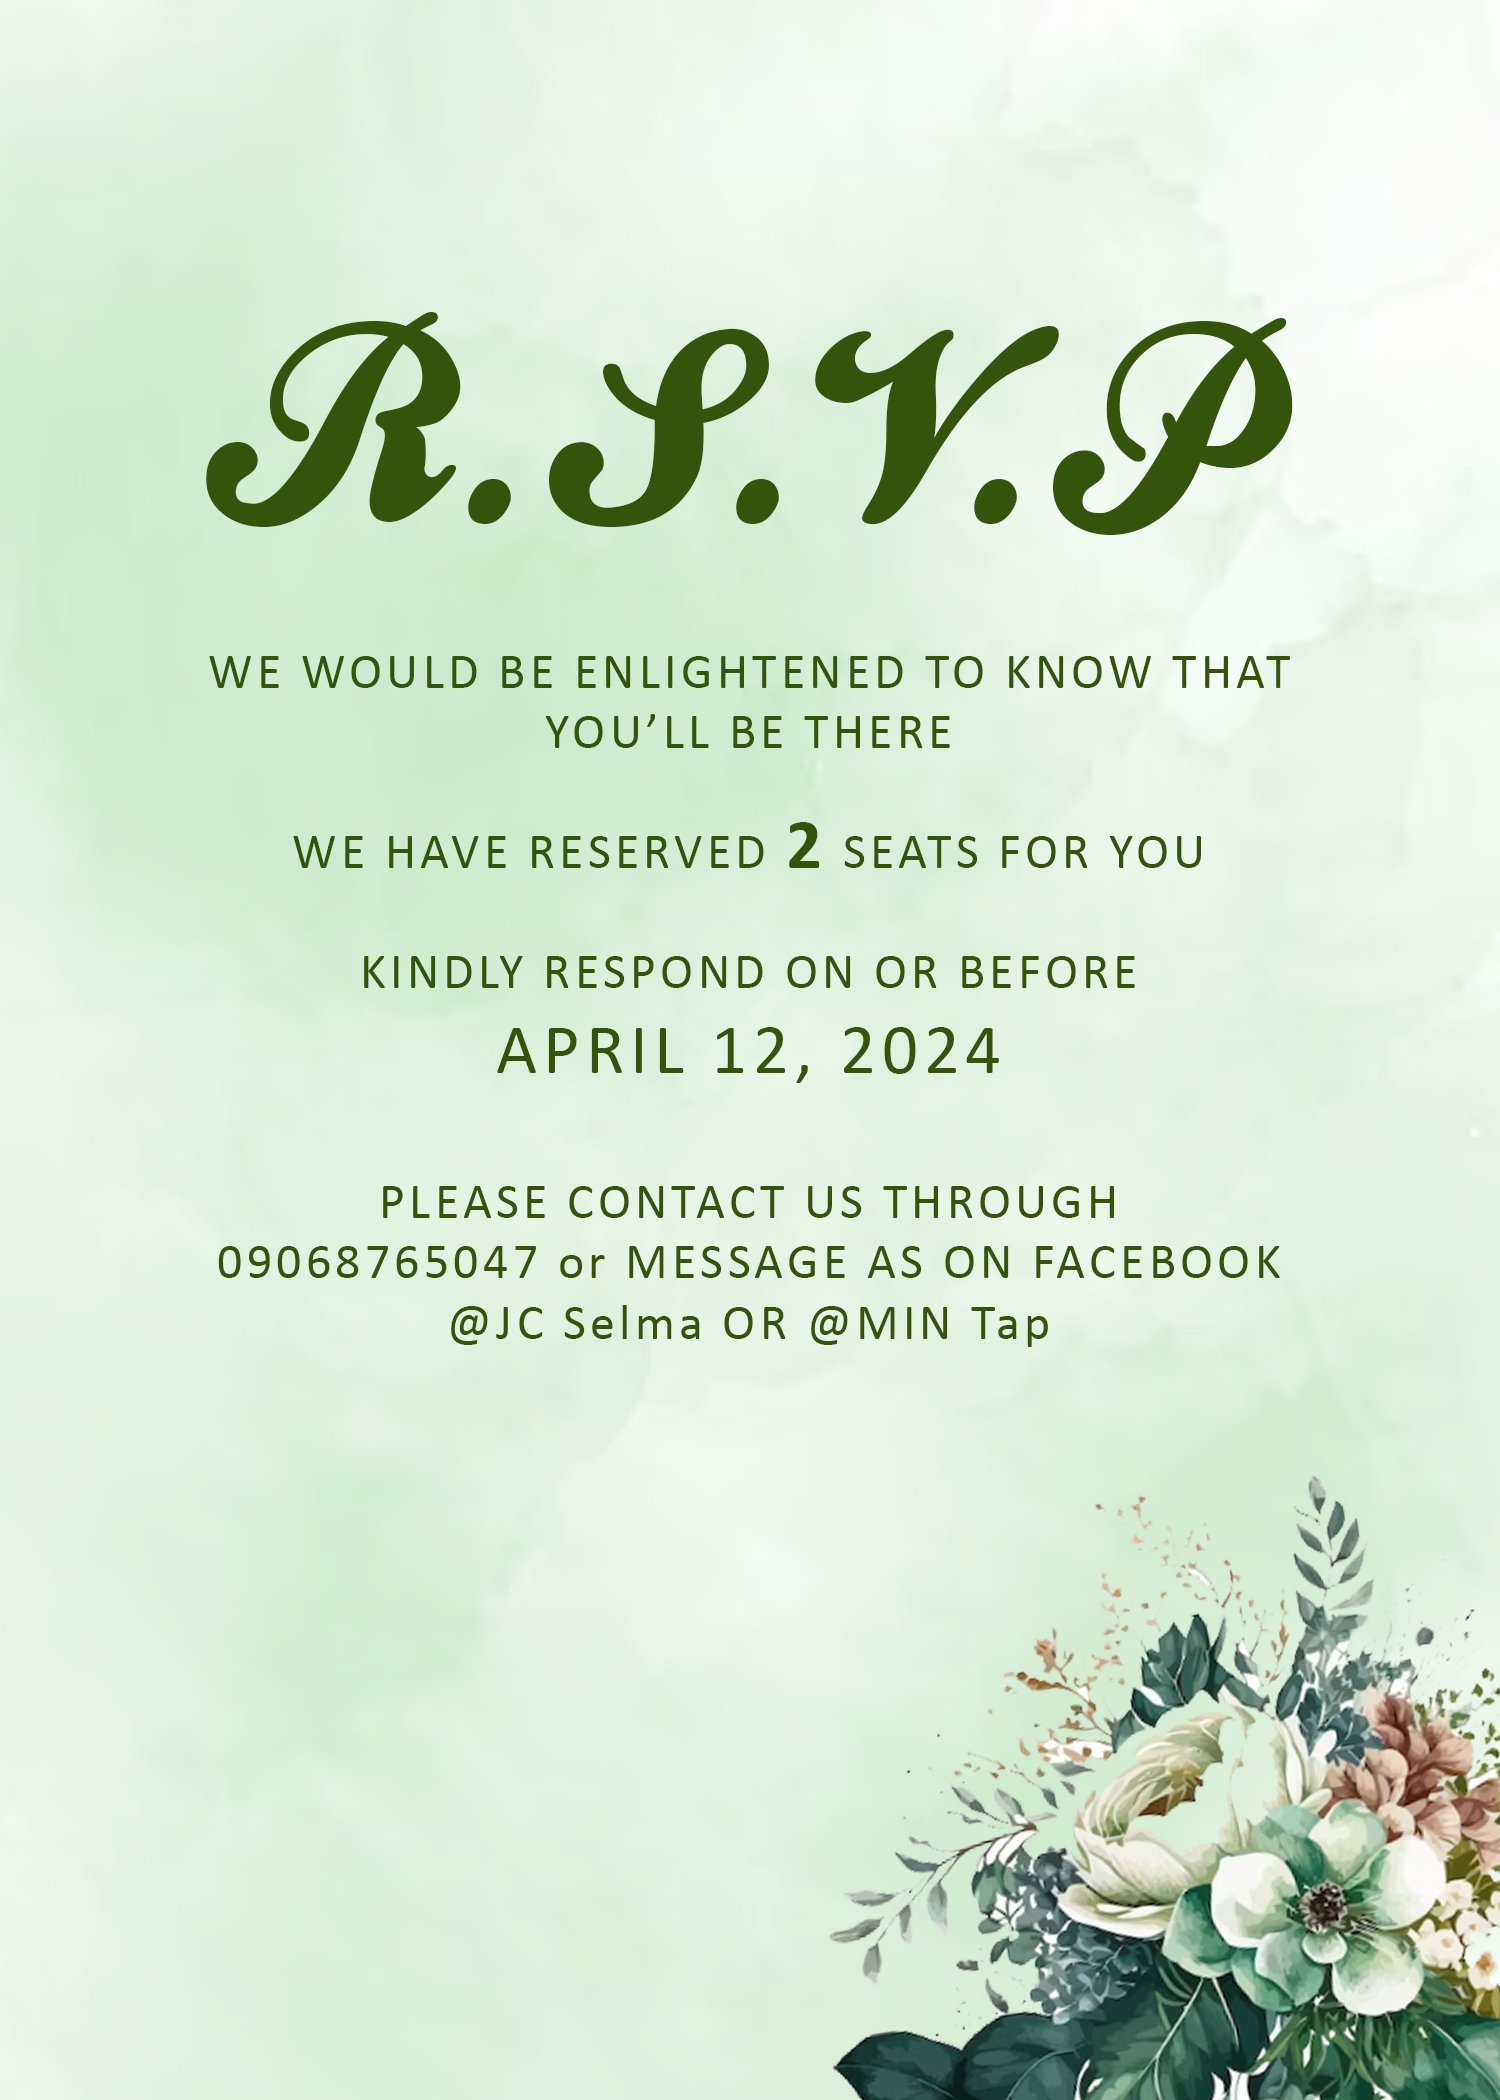 R.S.V.P
WE WOULD BE ENLIGHTENED TO KNOW THAT
YOU’LL BE THERE
WE HAVE RESERVED 2 SEATS FOR YOU
KINDLY RESPOND ON OR BEFORE
APRIL 12, 2024
PLEASE CONTACT US THROUGH
09068765047 or MESSAGE AS ON FACEBOOK
@JC Selma OR @MIN Tap